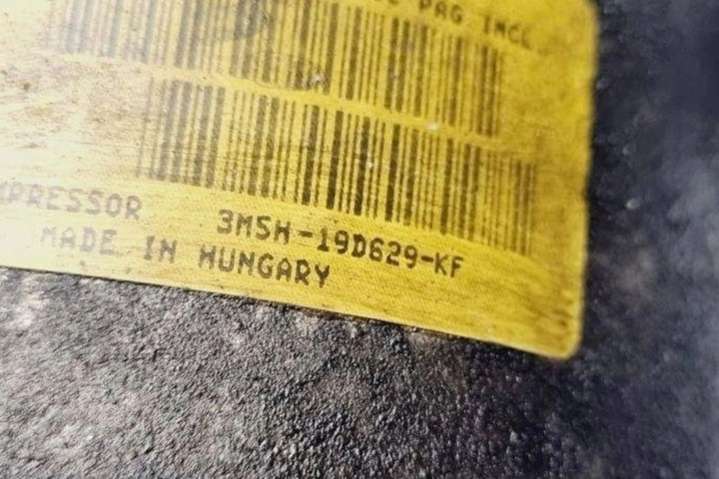 PAG INCL
PRESSOR 3M5H-19D629-KF
MADE IN HUNGARY